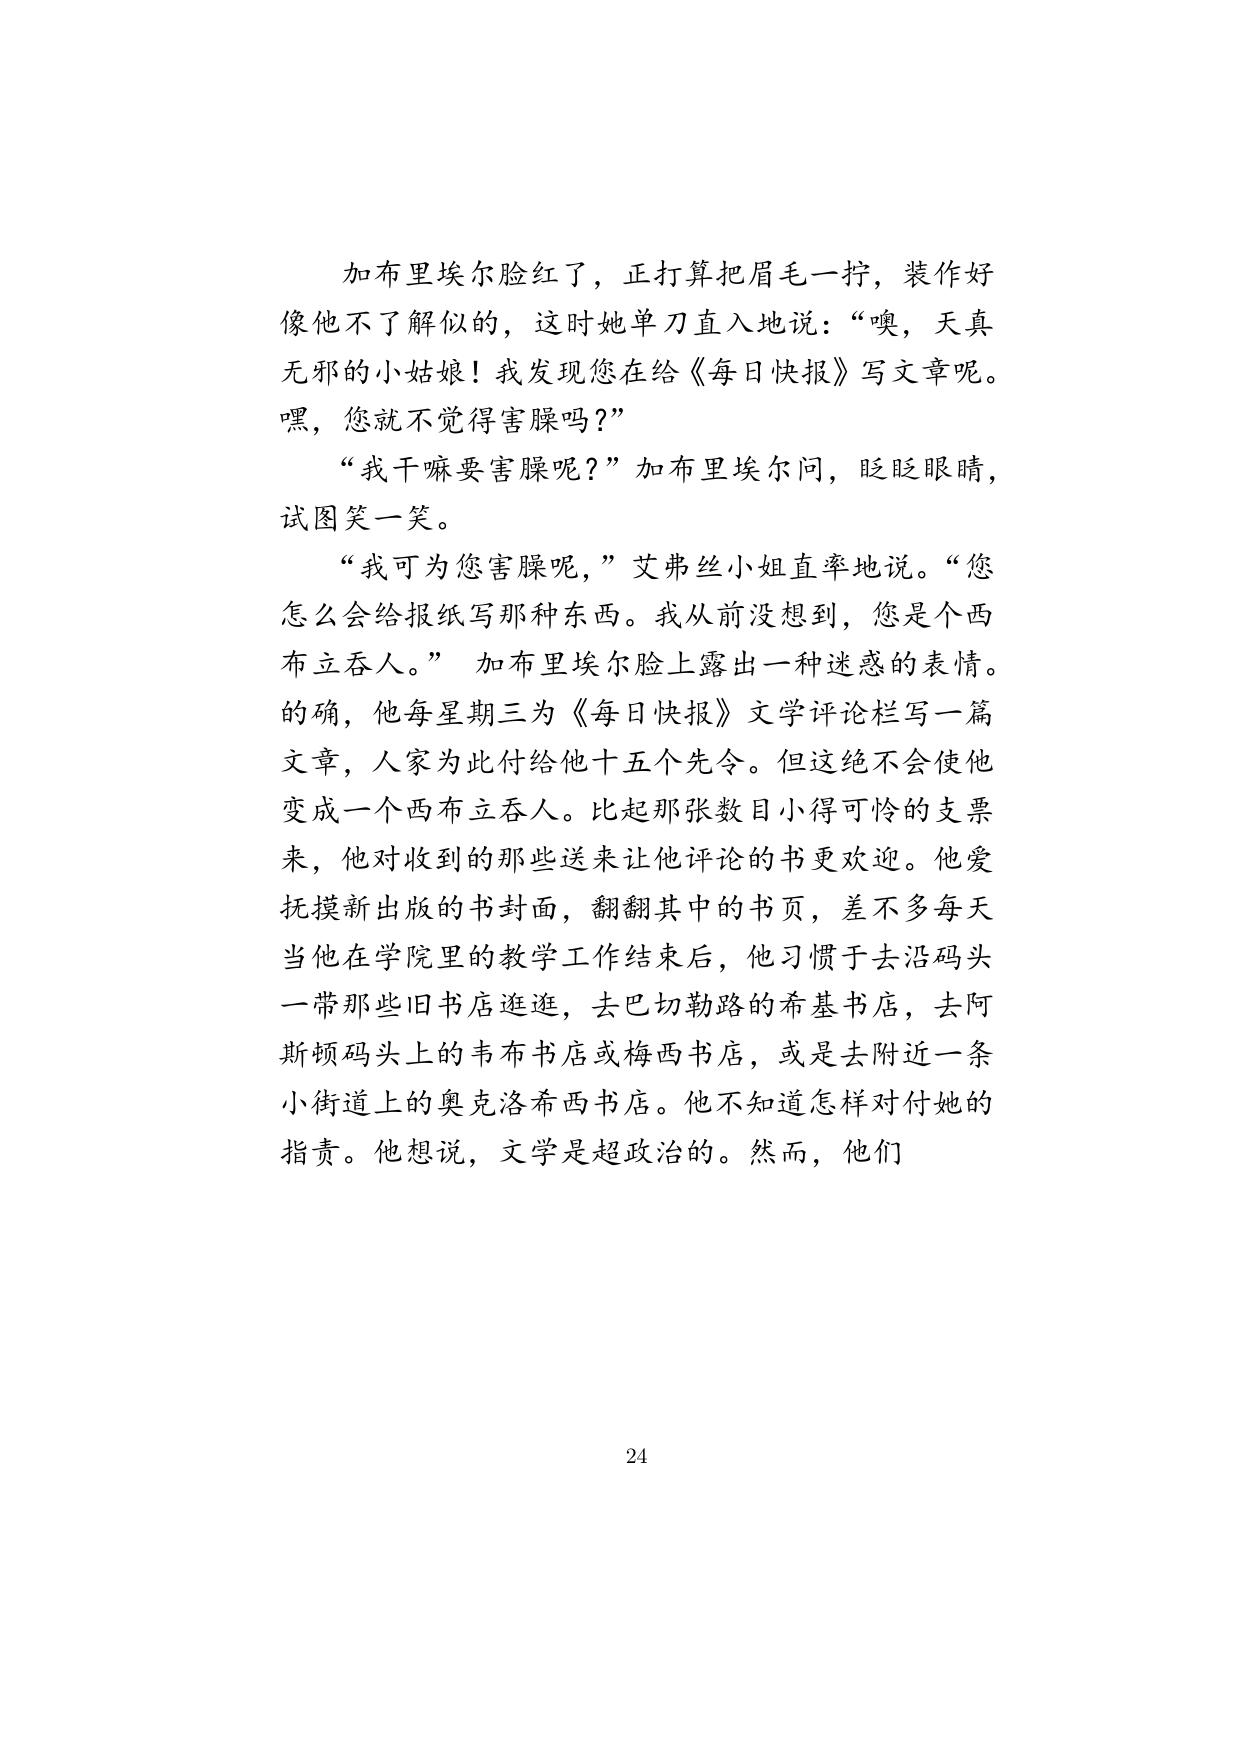 加布里埃尔脸红了，正打算把眉毛一拧，装作好
像他不了解似的，这时她单刀直入地说：“噢，天真
无邪的小姑娘！我发现您在给《每日快报》写文章呢。
嘿，您就不觉得害臊吗？”
“我干嘛要害臊呢？”加布里埃尔问，眨眨眼睛，
试图笑一笑。
“我可为您害臊呢，”艾弗丝小姐直率地说。“您
怎么会给报纸写那种东西。我从前没想到，您是个西
布立吞人。” 加布里埃尔脸上露出一种迷惑的表情。
的确，他每星期三为《每日快报》文学评论栏写一篇
文章，人家为此付给他十五个先令。但这绝不会使他
变成一个西布立吞人。比起那张数目小得可怜的支票
来，他对收到的那些送来让他评论的书更欢迎。他爱
抚摸新出版的书封面，翻翻其中的书页，差不多每天
当他在学院里的教学工作结束后，他习惯于去沿码头
一带那些旧书店逛逛，去巴切勒路的希基书店，去阿
斯顿码头上的韦布书店或梅西书店，或是去附近一条
小街道上的奥克洛希西书店。他不知道怎样对付她的
指责。他想说，文学是超政治的。然而，他们
24